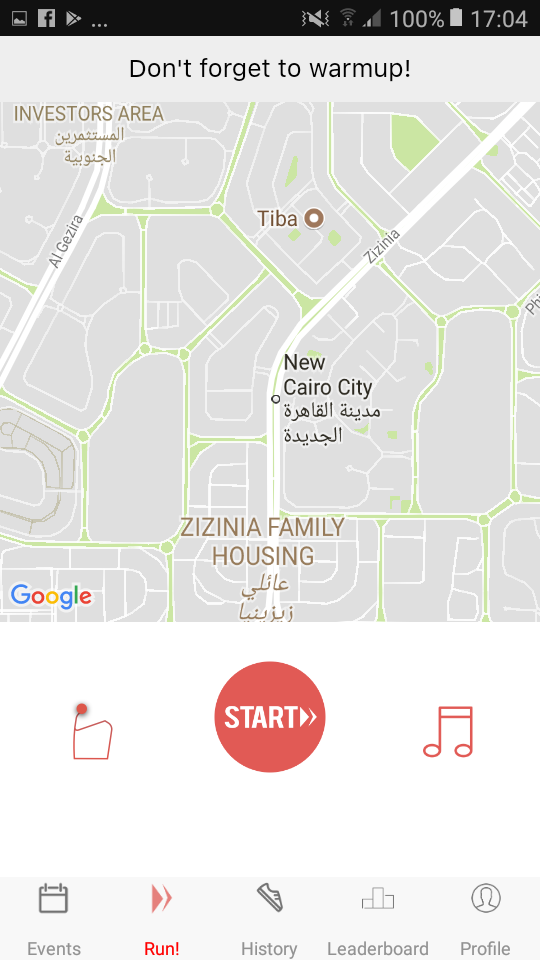 ... 100% 17:04
Don't forget to warmup!
INVESTORS AREA
المستثمرين
الجنوبية
Al Gezira
Tiba
Zizinia
New
Cairo City
مدينة القاهرة
الجديدة
ZIZINIA FAMILY
HOUSING
عائلي
زيزينيا
Google
START
Events Run! History Leaderboard Profile